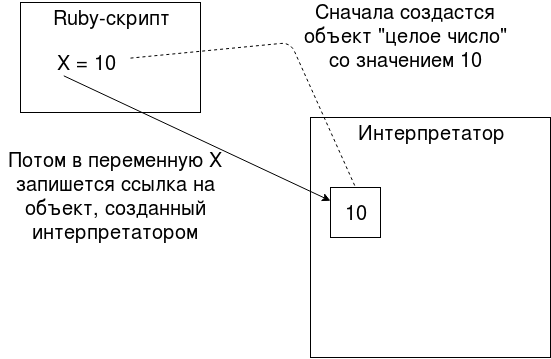 Ruby-скрипт
X = 10
Сначала создастся
объект "целое число"
со значением 10
Интерпретатор
Потом в переменную X
запишется ссылка на
объект, созданный
интерпретатором
10